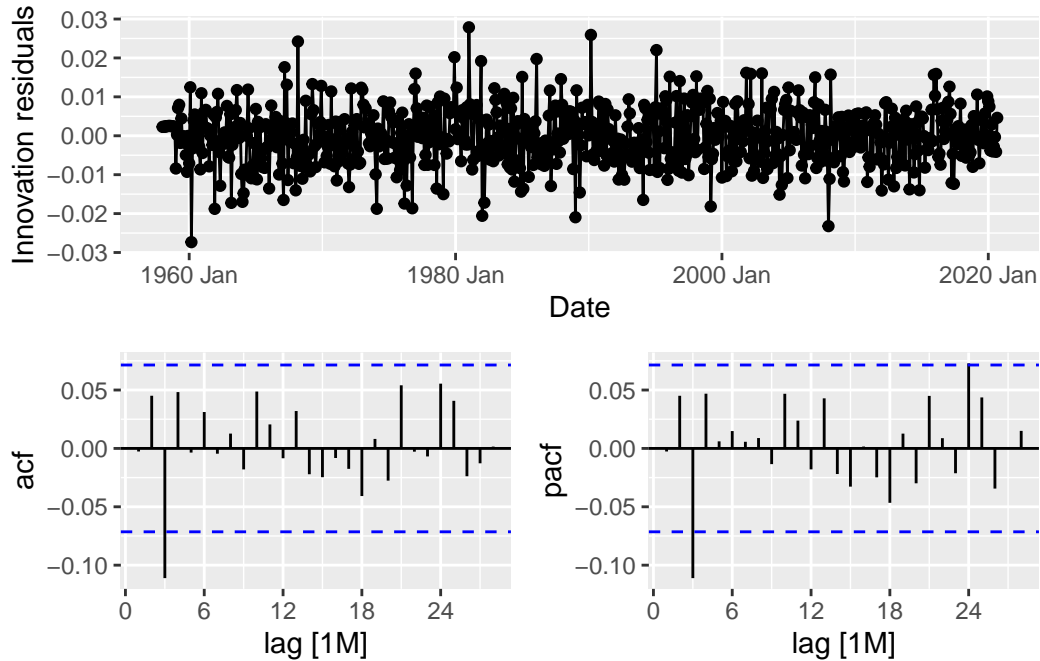 Innovation residuals
0.03
0.02
0.01
0.00
−0.01
−0.02
−0.03
1960 Jan 1980 Jan 2000 Jan 2020 Jan
Date
acf
0.05
0.00
−0.05
−0.10
0 6 12 18 24
lag [1M]
pacf
0.05
0.00
−0.05
−0.10
0 6 12 18 24
lag [1M]